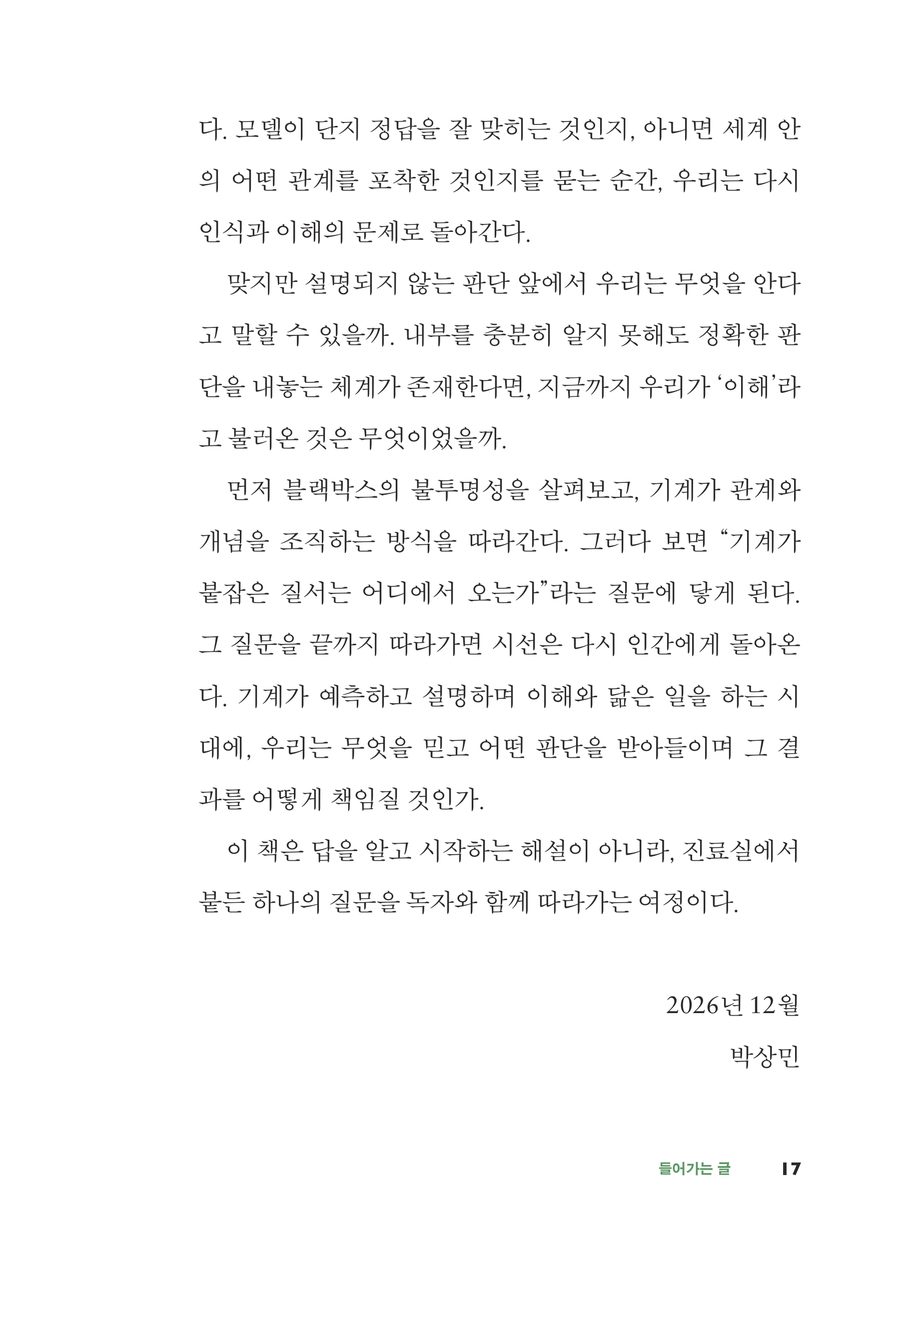 다. 모델이 단지 정답을 잘 맞히는 것인지, 아니면 세계 안
의 어떤 관계를 포착한 것인지를 묻는 순간, 우리는 다시
인식과 이해의 문제로 돌아간다.
맞지만 설명되지 않는 판단 앞에서 우리는 무엇을 안다
고 말할 수 있을까. 내부를 충분히 알지 못해도 정확한 판
단을 내놓는 체계가 존재한다면, 지금까지 우리가 ‘이해’라
고 불러온 것은 무엇이었을까.
먼저 블랙박스의 불투명성을 살펴보고, 기계가 관계와
개념을 조직하는 방식을 따라간다. 그러다 보면 “기계가
붙잡은 질서는 어디에서 오는가”라는 질문에 닿게 된다.
그 질문을 끝까지 따라가면 시선은 다시 인간에게 돌아온
다. 기계가 예측하고 설명하며 이해와 닮은 일을 하는 시
대에, 우리는 무엇을 믿고 어떤 판단을 받아들이며 그 결
과를 어떻게 책임질 것인가.
이 책은 답을 알고 시작하는 해설이 아니라, 진료실에서
붙든 하나의 질문을 독자와 함께 따라가는 여정이다.
2026년 12월
박상민
들어가는 글 17